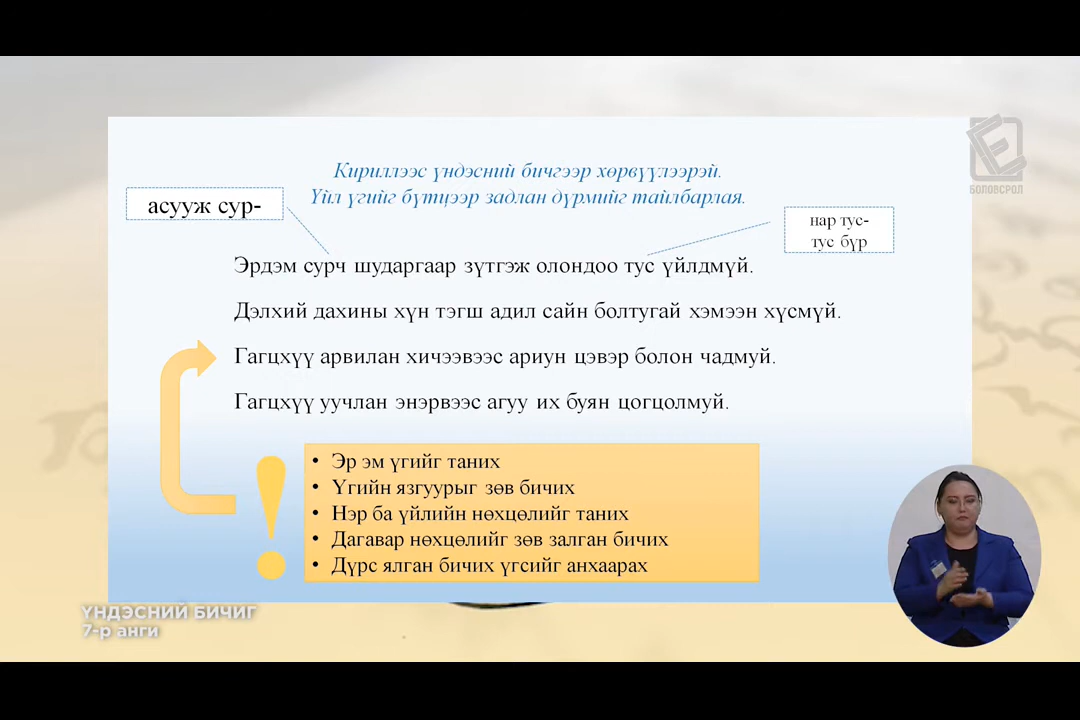 БОЛОВСРОЛ
Кириллээс үндэсний бичгээр хөрвүүлээрэй.
Үйл үгийг бүтцээр задлан дүрмийг тайлбарлая.
асууж сур-
нар тус-
тус бүр
Эрдэм сурч шударгаар зүтгэж олондоо тус үйлдмүй.
Дэлхий дахины хүн тэгш адил сайн болтугай хэмээн хүсмүй.
Гагцхүү арвилан хичээвээс ариун цэвэр болон чадмуй.
Гагцхүү уучлан энэрвээс агуу их буян цогцолмуй.
!
• Эр эм үгийг таних
• Үгийн язгуурыг зөв бичих
• Нэр ба үйлийн нөхцөлийг таних
• Дагавар нөхцөлийг зөв залган бичих
• Дүрс ялган бичих үгсийг анхаарах
ҮНДЭСНИЙ БИЧИГ
7-р анги